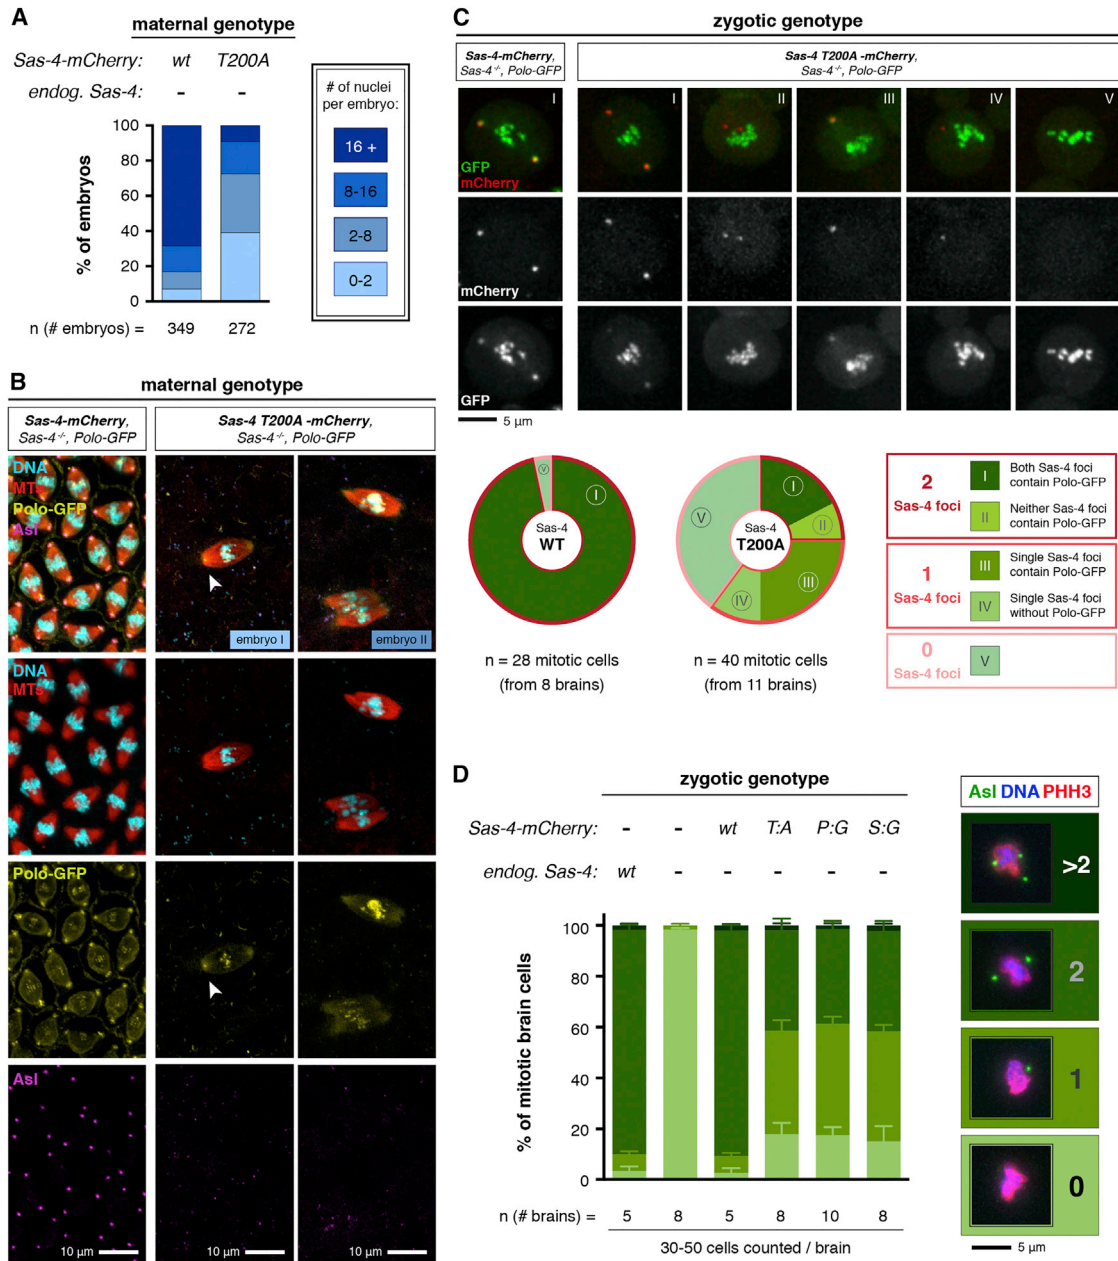 A
maternal genotype
Sas-4-mCherry: wt T200A
endog. Sas-4: - -
100
80
60
40
20
0
% of embryos
n (# embryos) = 349 272
# of nuclei
per embryo:
16 +
8-16
2-8
0-2
B
maternal genotype
Sas-4-mCherry,
Sas-4-/-, Polo-GFP
Sas-4 T200A -mCherry,
Sas-4-/-, Polo-GFP
DNA
MTs
Polo-GFP
Asl
embryo I
embryo II
DNA
MTs
Polo-GFP
Asl
10 µm
10 µm
10 µm
C
zygotic genotype
Sas-4-mCherry,
Sas-4-/-, Polo-GFP
Sas-4 T200A -mCherry,
Sas-4-/-, Polo-GFP
I I II III IV V
GFP
mCherry
mCherry
GFP
5 µm
V
I
Sas-4
WT
n = 28 mitotic cells
(from 8 brains)
I
II
III
IV
V
Sas-4
T200A
n = 40 mitotic cells
(from 11 brains)
2
Sas-4 foci
I
Both Sas-4 foci
contain Polo-GFP
II
Neither Sas-4 foci
contain Polo-GFP
1
Sas-4 foci
III
Single Sas-4 foci
contain Polo-GFP
IV
Single Sas-4 foci
without Polo-GFP
0
Sas-4 foci
V
D
zygotic genotype
Sas-4-mCherry: - - wt T:A P:G S:G
endog. Sas-4: wt - - - - -
100
80
60
40
20
0
% of mitotic brain cells
n (# brains) = 5 8 5 8 10 8
30-50 cells counted / brain
Asl DNA PHH3
>2
2
1
0
5 µm